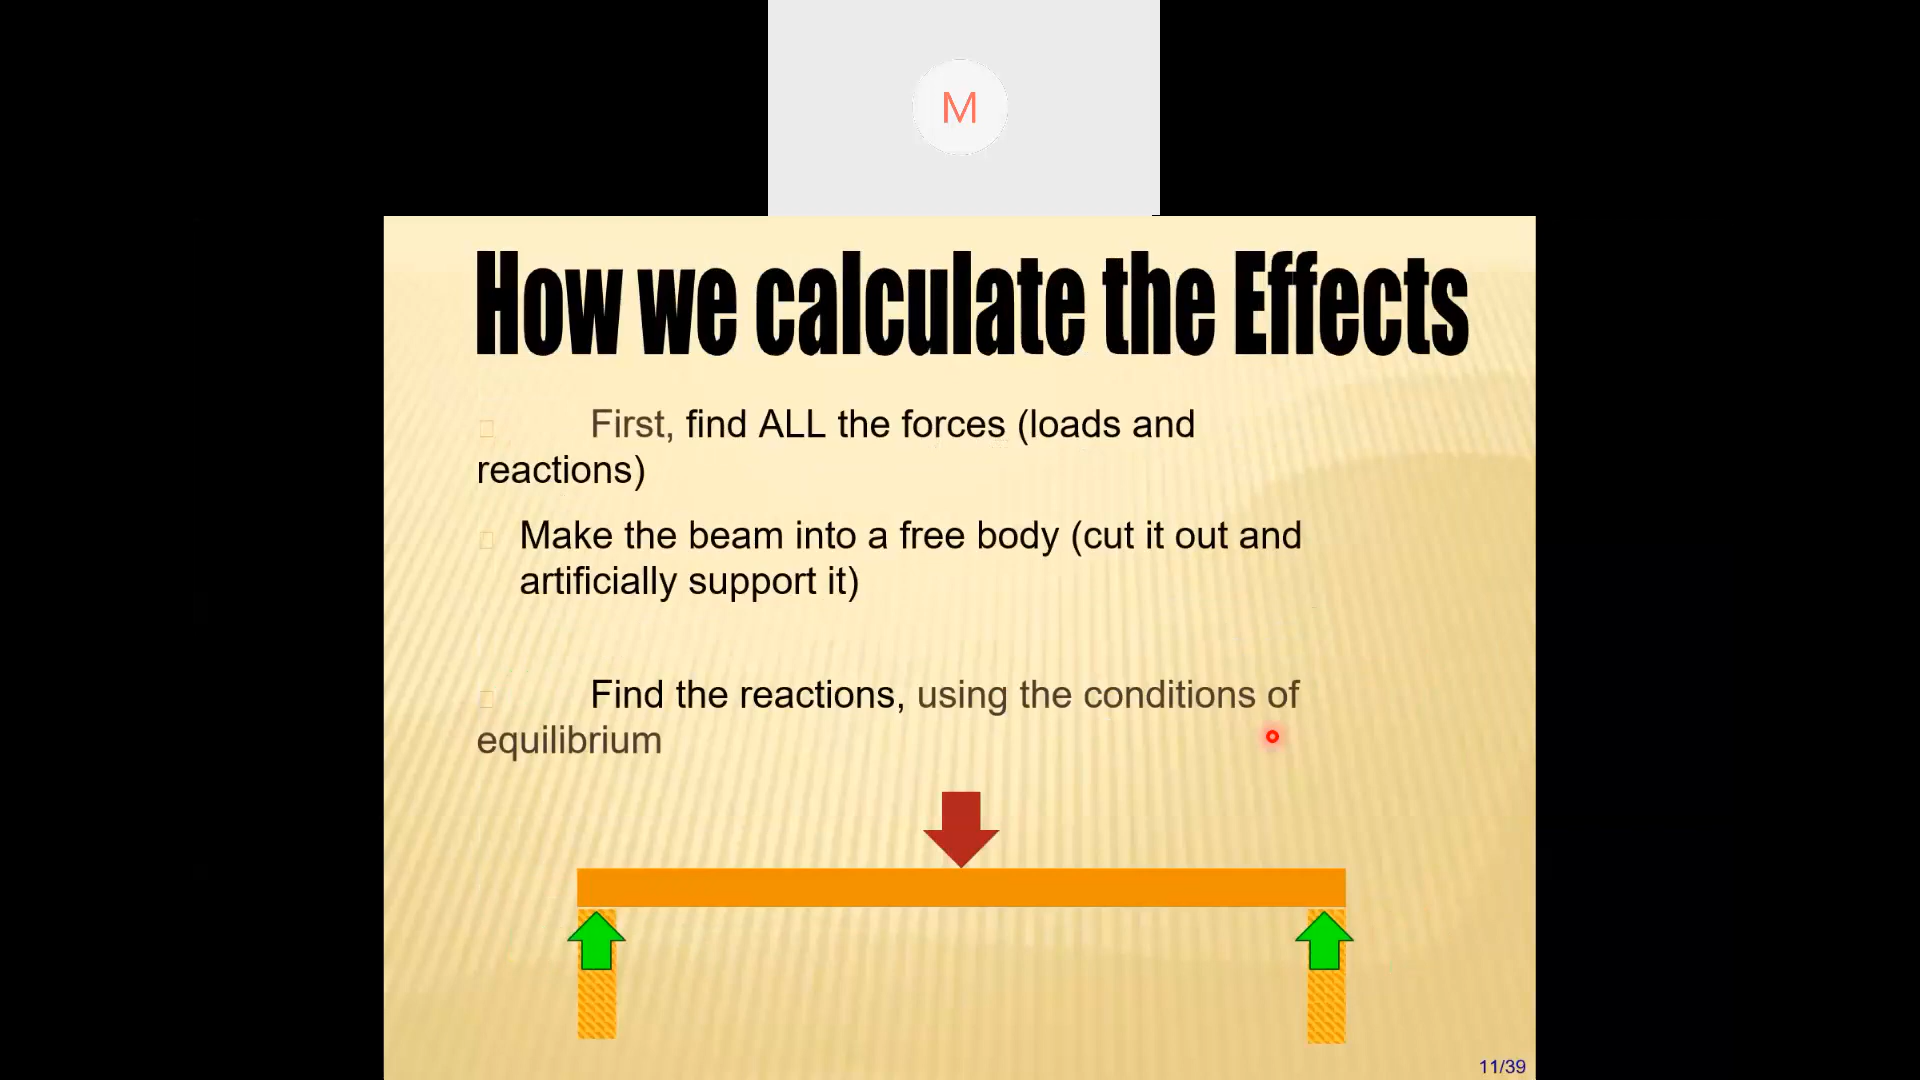 M
How we calculate the Effects
First, find ALL the forces (loads and
reactions)
Make the beam into a free body (cut it out and
artificially support it)
Find the reactions, using the conditions of
equilibrium
11/39